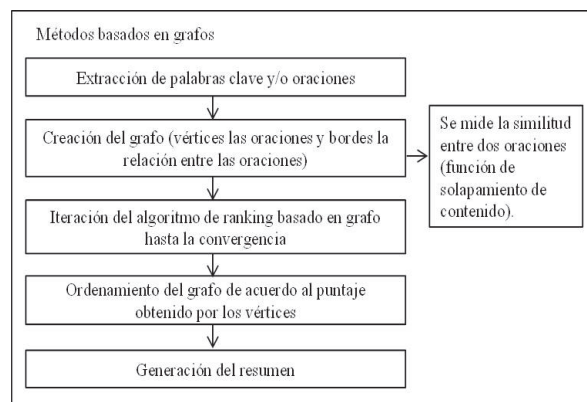 Métodos basados en grafos
Extracción de palabras clave y/o oraciones
Creación del grafo (vértices las oraciones y bordes la
relación entre las oraciones)
Se mide la similitud
entre dos oraciones
(función de
solapamiento de
contenido).
Iteración del algoritmo de ranking basado en grafo
hasta la convergencia
Ordenamiento del grafo de acuerdo al puntaje
obtenido por los vértices
Generación del resumen